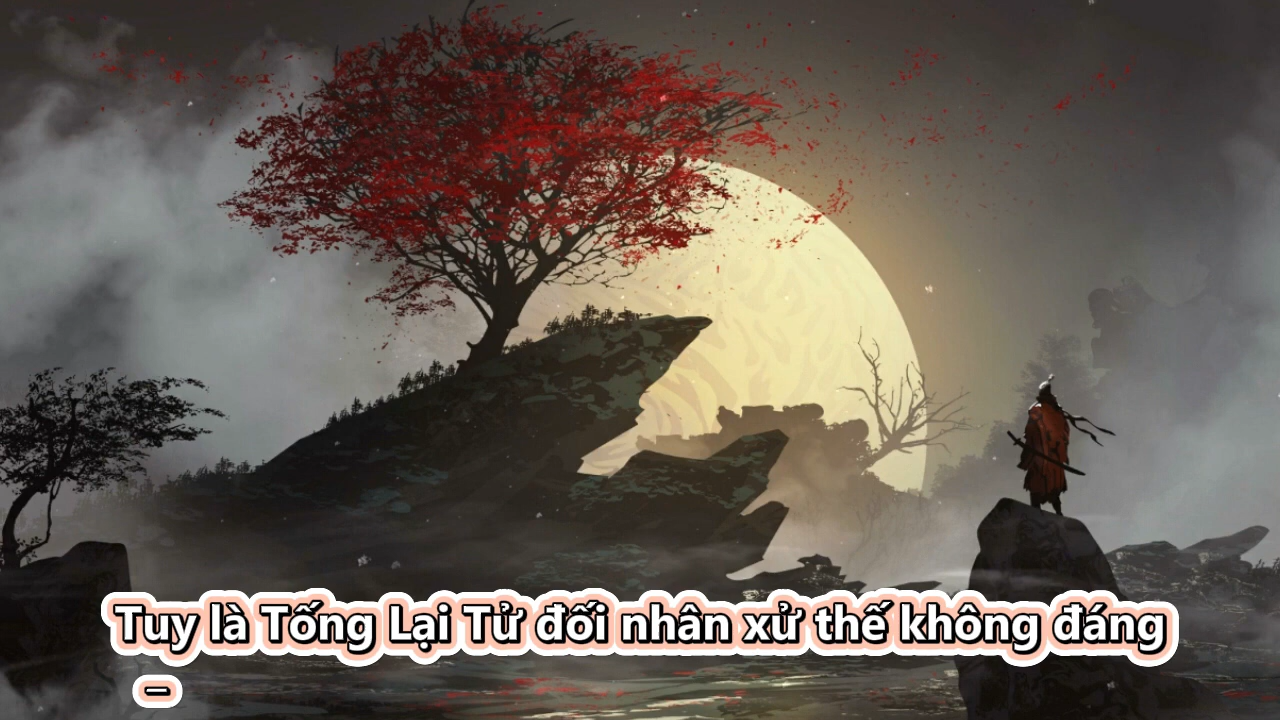 Tuy là Tống Lại Tử đối nhân xử thế không đáng
–